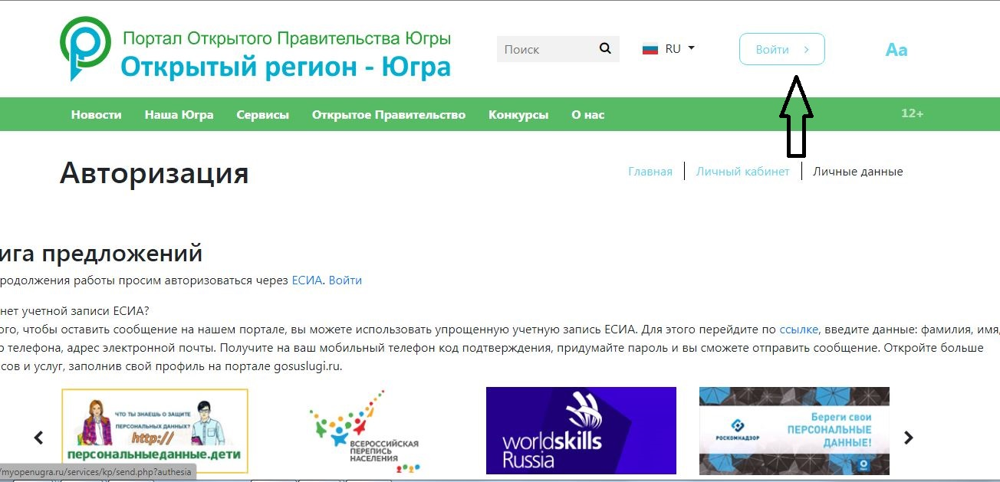 Портал Открытого Правительства Югры
Открытый регион - Югра
Поиск
RU
Войти
Aa
Новости Наша Югра Сервисы Открытое Правительство Конкурсы О нас 12+
Авторизация
Главная Личный кабинет Личные данные
ига предложений
родолжения работы просим авторизоваться через ЕСИА. Войти
нет учетной записи ЕСИА?
ого, чтобы оставить сообщение на нашем портале, вы можете использовать упрощенную учетную запись ЕСИА. Для этого перейдите по ссылке, введите данные: фамилия, имя,
р телефона, адрес электронной почты. Получите на ваш мобильный телефон код подтверждения, придумайте пароль и вы сможете отправить сообщение. Откройте больше
сов и услуг, заполнив свой профиль на портале gosuslugi.ru.
ЧТО ТЫ ЗНАЕШЬ О ЗАЩИТЕ
ПЕРСОНАЛЬНЫХ ДАННЫХ?
http://
персональныеданные.дети
ВСЕРОССИЙСКАЯ
ПЕРЕПИСЬ
НАСЕЛЕНИЯ
2020
worldskills
Russia
РОСКОМНАДЗОР
Береги свои
ПЕРСОНАЛЬНЫЕ
ДАННЫЕ!
/myopenugra.ru/services/kp/send.php?authesia